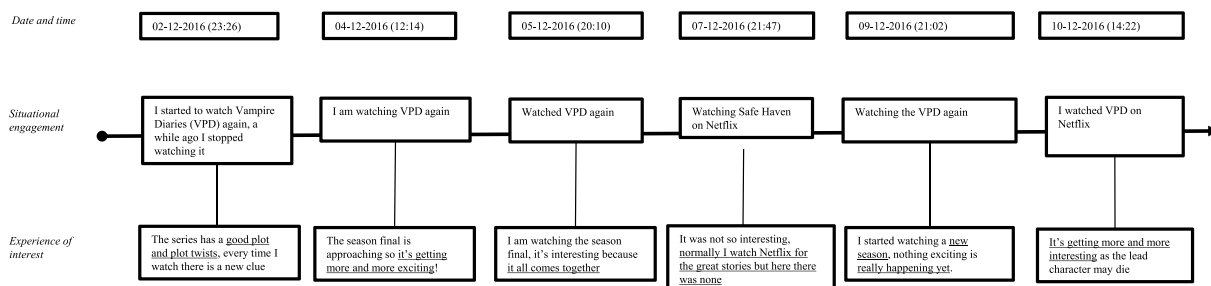 Date and time
02-12-2016 (23:26)
04-12-2016 (12:14)
05-12-2016 (20:10)
07-12-2016 (21:47)
09-12-2016 (21:02)
10-12-2016 (14:22)
Situational
engagement
I started to watch Vampire
Diaries (VPD) again, a
while ago I stopped
watching it
I am watching VPD again
Watched VPD again
Watching Safe Haven
on Netflix
Watching the VPD again
I watched VPD on
Netflix
Experience of
interest
The series has a good plot
and plot twists, every time I
watch there is a new clue
The season final is
approaching so it's getting
more and more exciting!
I am watching the season
final, it's interesting because
it all comes together
It was not so interesting,
normally I watch Netflix for
the great stories but here there
was none
I started watching a new
season, nothing exciting is
really happening yet.
It's getting more and more
interesting as the lead
character may die